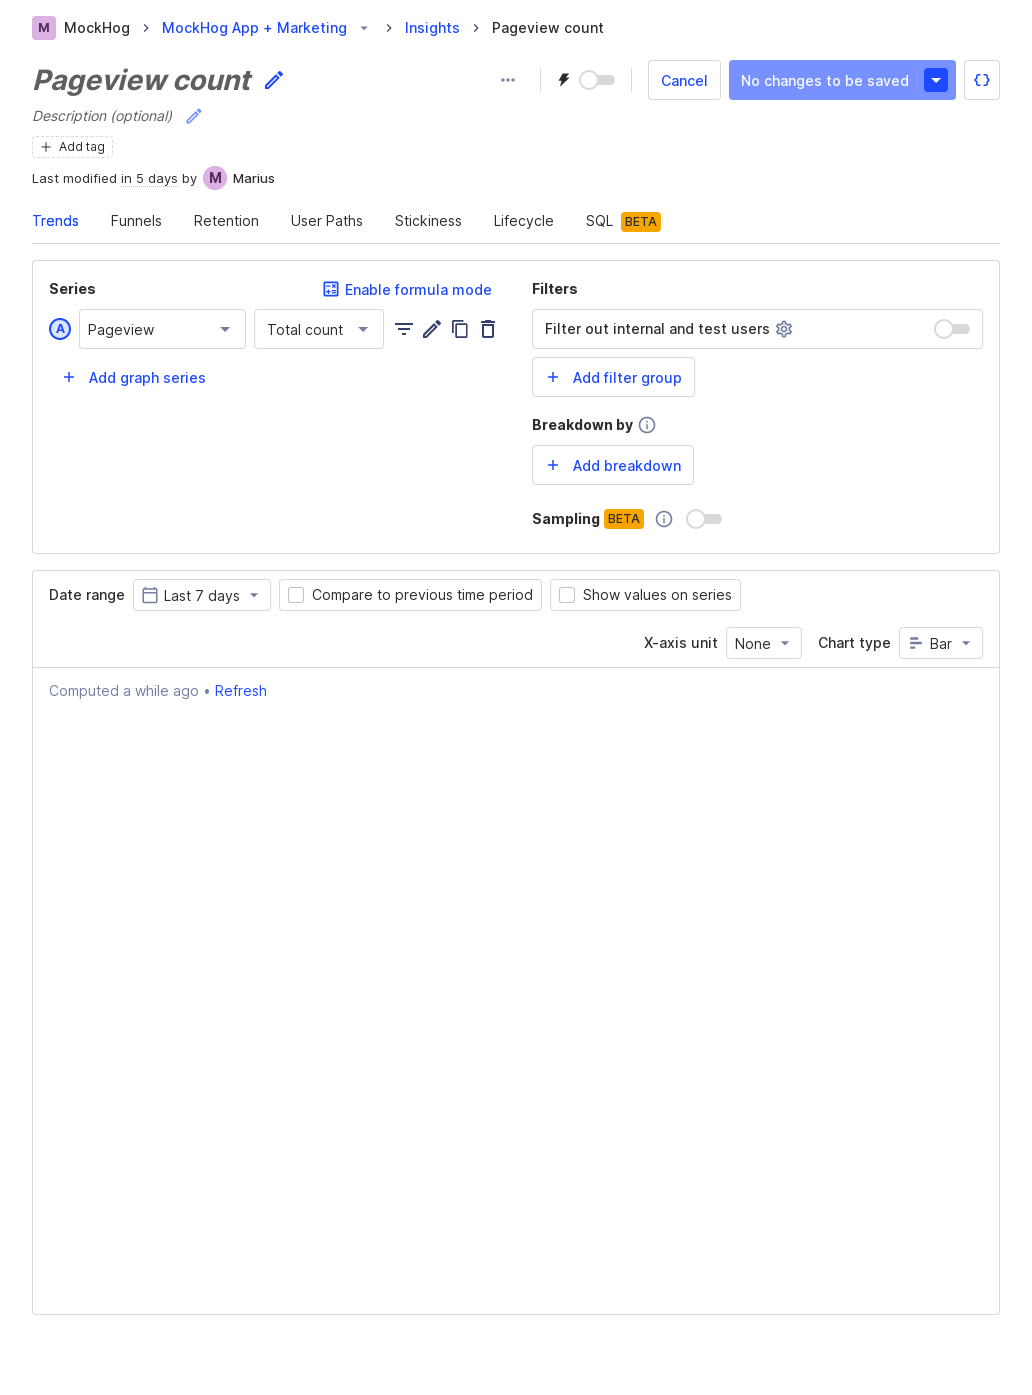 M MockHog > MockHog App + Marketing > Insights > Pageview count
Pageview count
Cancel
No changes to be saved
Description (optional)
Add tag
Last modified in 5 days by M Marius
Trends Funnels Retention User Paths Stickiness Lifecycle SQL BETA
Series
Enable formula mode
A Pageview Total count
Add graph series
Filters
Filter out internal and test users
Add filter group
Breakdown by
Add breakdown
Sampling BETA
Date range Last 7 days Compare to previous time period Show values on series
X-axis unit None Chart type Bar
Computed a while ago • Refresh